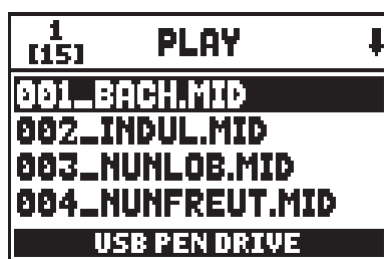 1
[15] PLAY
001_BACH.MID
002_INDUL.MID
003_NUNLOB.MID
004_NUNFREUT.MID
USB PEN DRIVE